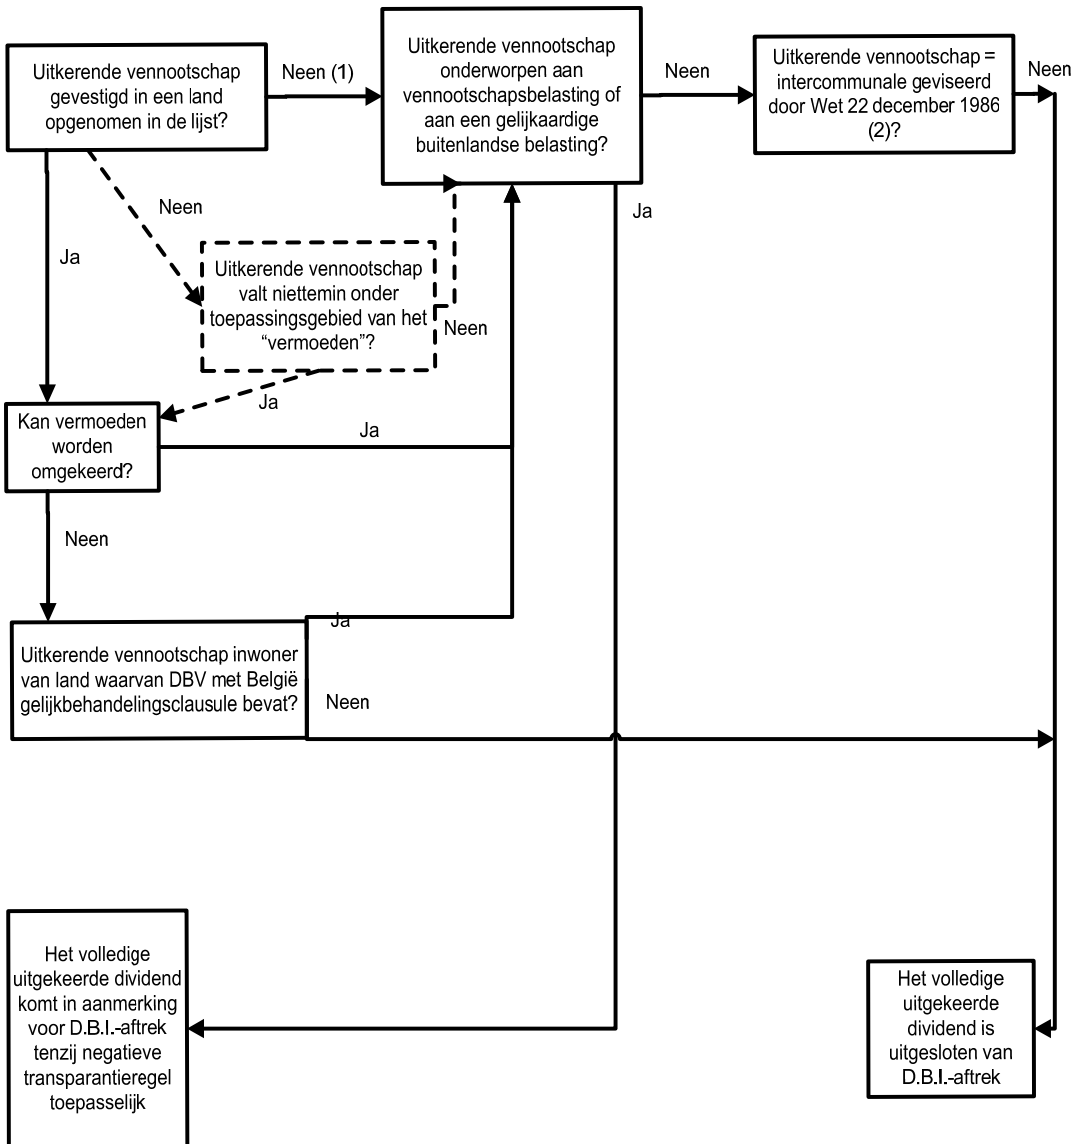 Uitkerende vennootschap
gevestigd in een land
opgenomen in de lijst?
Neen (1)
Uitkerende vennootschap
onderworpen aan
vennootschapsbelasting of
aan een gelijkaardige
buitenlandse belasting?
Neen
Uitkerende vennootschap =
intercommunale geviseerd
door Wet 22 december 1986
(2)?
Neen
Neen
Ja
Ja
Uitkerende vennootschap
valt niettemin onder
toepassingsgebied van het
“vermoeden”?
Neen
Ja
Kan vermoeden
worden
omgekeerd?
Ja
Neen
Ja
Uitkerende vennootschap inwoner
van land waarvan DBV met België
gelijkbehandelingsclausule bevat?
Neen
Het volledige
uitgekeerde dividend
komt in aanmerking
voor D.B.I.-aftrek
tenzij negatieve
transparantieregel
toepasselijk
Het volledige
uitgekeerde
dividend is
uitgesloten van
D.B.I.-aftrek